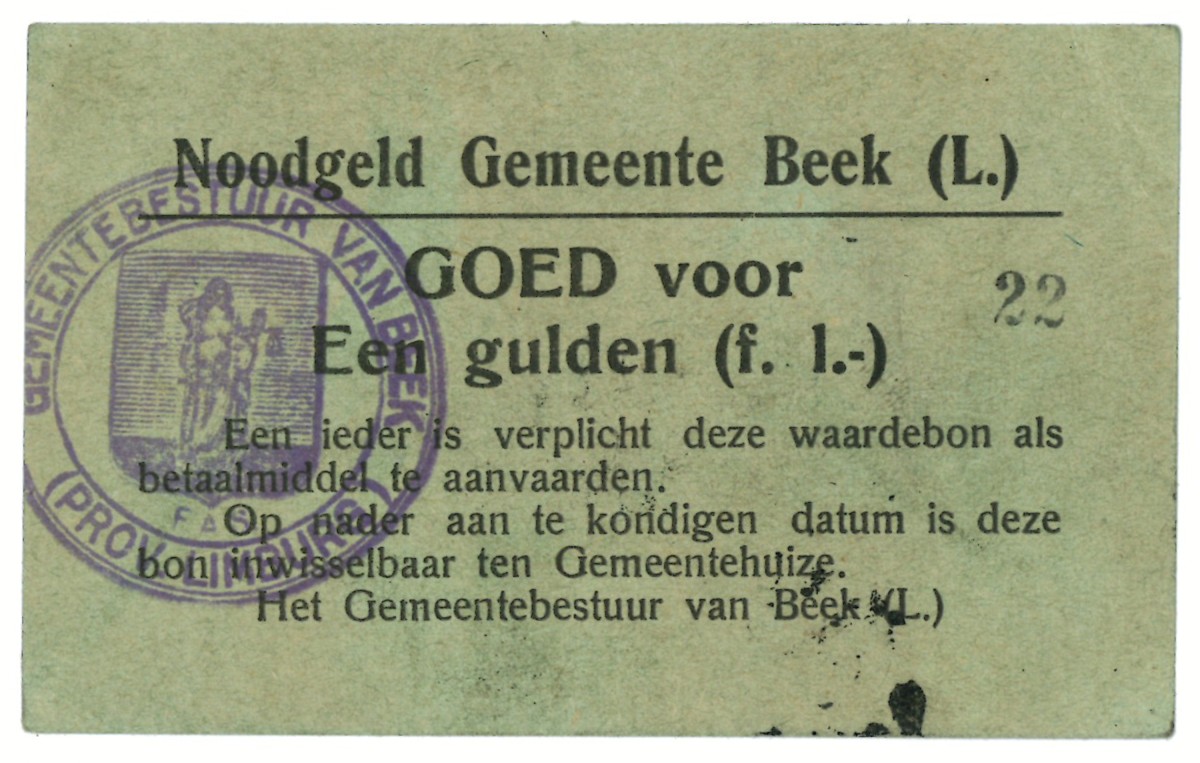 Noodgeld Gemeente Beek (L.)
GOED voor
22
Een gulden (f. 1.-)
Een ieder is verplicht deze waardebon als
betaalmiddel te aanvaarden.
Op nader aan te kondigen datum is deze
bon inwisselbaar ten Gemeentehuize.
Het Gemeentebestuur van Beek (L.)
GEMEENTEBESTUUR VAN BEEK
(PROV. LIMBURG)